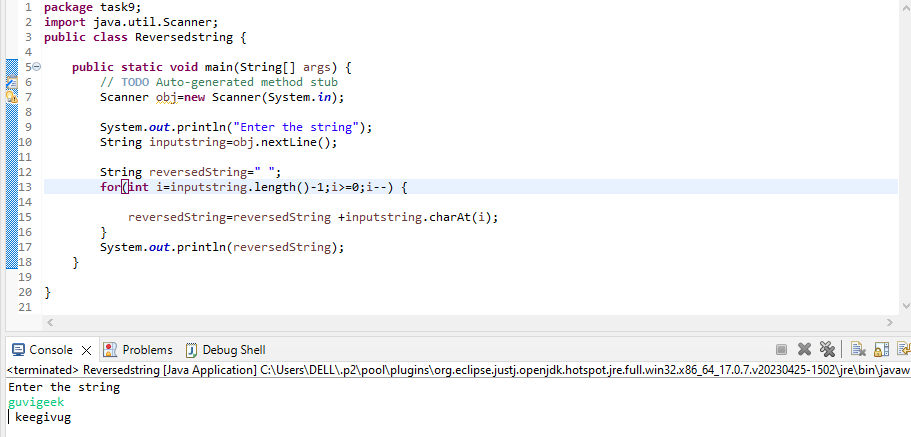 1 package task9;
2 import java.util.Scanner;
3 public class Reversedstring {
4
5 public static void main(String[] args) {
6 // TODO Auto-generated method stub
7 Scanner obj=new Scanner(System.in);
8
9 System.out.println("Enter the string");
10 String inputstring=obj.nextLine();
11
12 String reversedString=" ";
13 for(int i=inputstring.length()-1;i>=0;i--) {
14
15 reversedString=reversedString +inputstring.charAt(i);
16 }
17 System.out.println(reversedString);
18 }
19
20 }
21
Console Problems Debug Shell
<terminated> Reversedstring [Java Application] C:\Users\DELL\.p2\pool\plugins\org.eclipse.justj.openjdk.hotspot.jre.full.win32.x86_64_17.0.7.v20230425-1502\jre\bin\javaw
Enter the string
guvigeek
keegivug